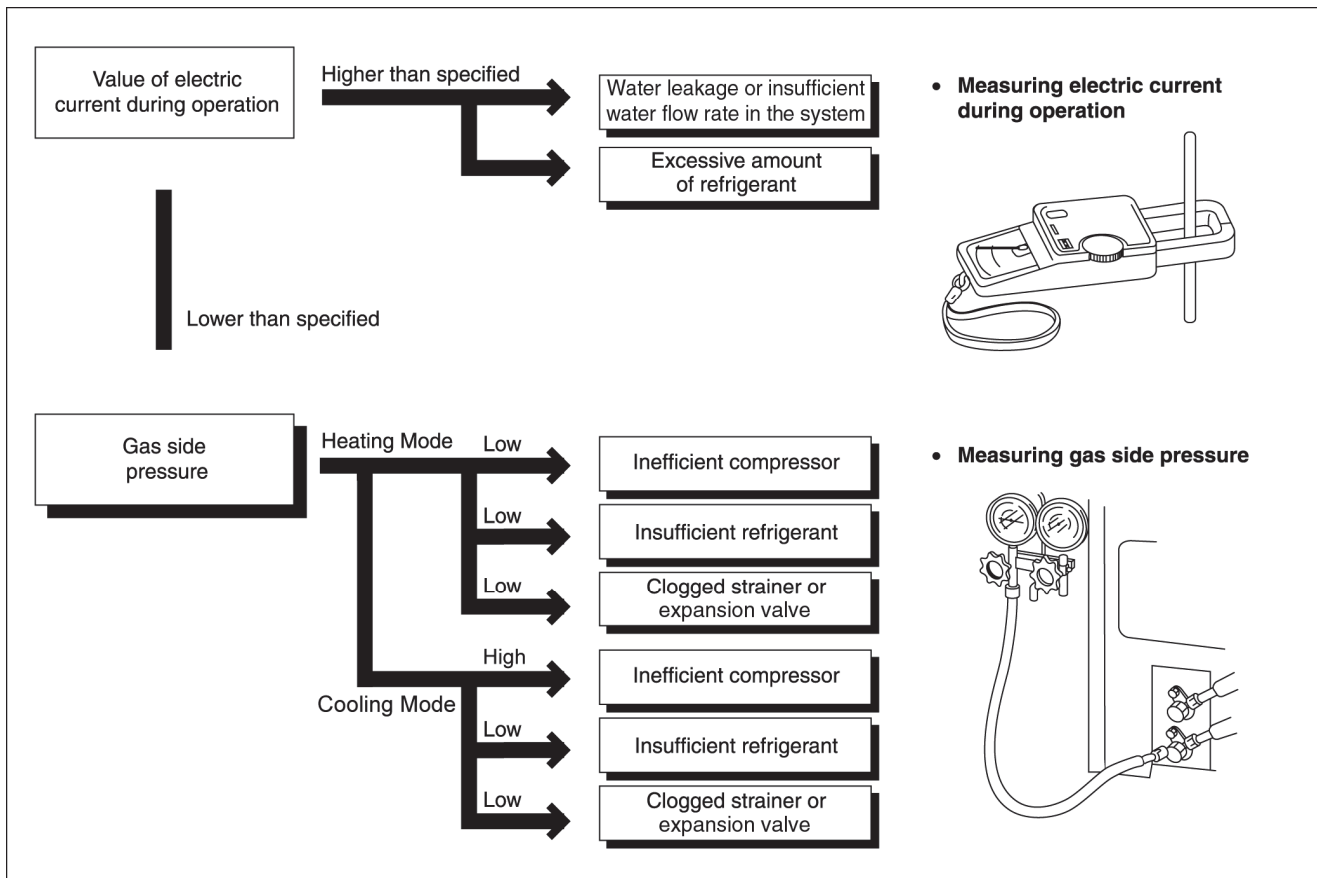 Value of electric
current during operation
Higher than specified
Water leakage or insufficient
water flow rate in the system
Excessive amount
of refrigerant
Lower than specified
• Measuring electric current
during operation
Gas side
pressure
Heating Mode
Low
Inefficient compressor
Low
Insufficient refrigerant
Low
Clogged strainer or
expansion valve
Cooling Mode
High
Inefficient compressor
Low
Insufficient refrigerant
Low
Clogged strainer or
expansion valve
• Measuring gas side pressure